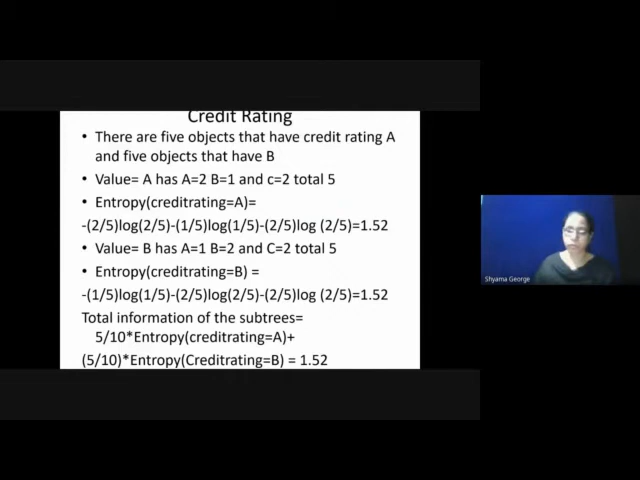 Credit Rating
• There are five objects that have credit rating A
and five objects that have B
• Value= A has A=2 B=1 and c=2 total 5
• Entropy(creditrating=A)=
-(2/5)log(2/5)-(1/5)log(1/5)-(2/5)log (2/5)=1.52
• Value= B has A=1 B=2 and C=2 total 5
• Entropy(creditrating=B) =
-(1/5)log(1/5)-(2/5)log(2/5)-(2/5)log (2/5)=1.52
Total information of the subtrees=
5/10*Entropy(creditrating=A)+
(5/10)*Entropy(Creditrating=B) = 1.52
Shyama George